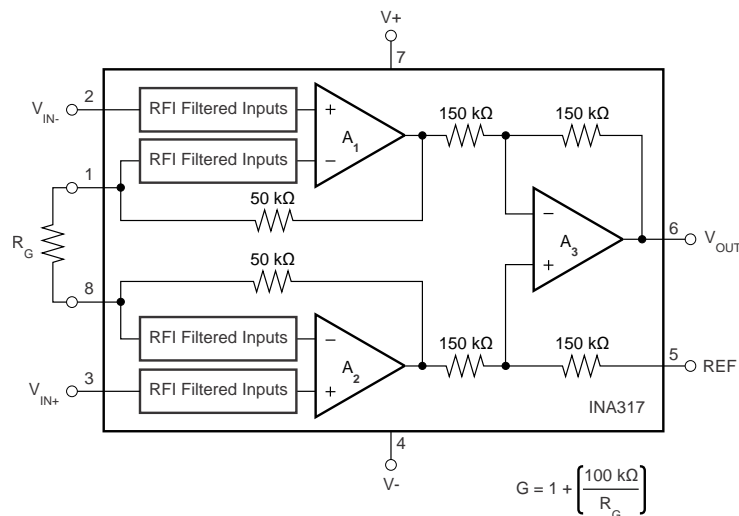 V+
7
2
V_IN-
RFI Filtered Inputs
+
A_1
150 kΩ
150 kΩ
RFI Filtered Inputs
−
1
50 kΩ
R_G
−
A_3
+
6
V_OUT
50 kΩ
8
RFI Filtered Inputs
−
A_2
150 kΩ
150 kΩ
5
REF
3
V_IN+
RFI Filtered Inputs
+
INA317
4
V-
G = 1 + [100 kΩ / R_G]